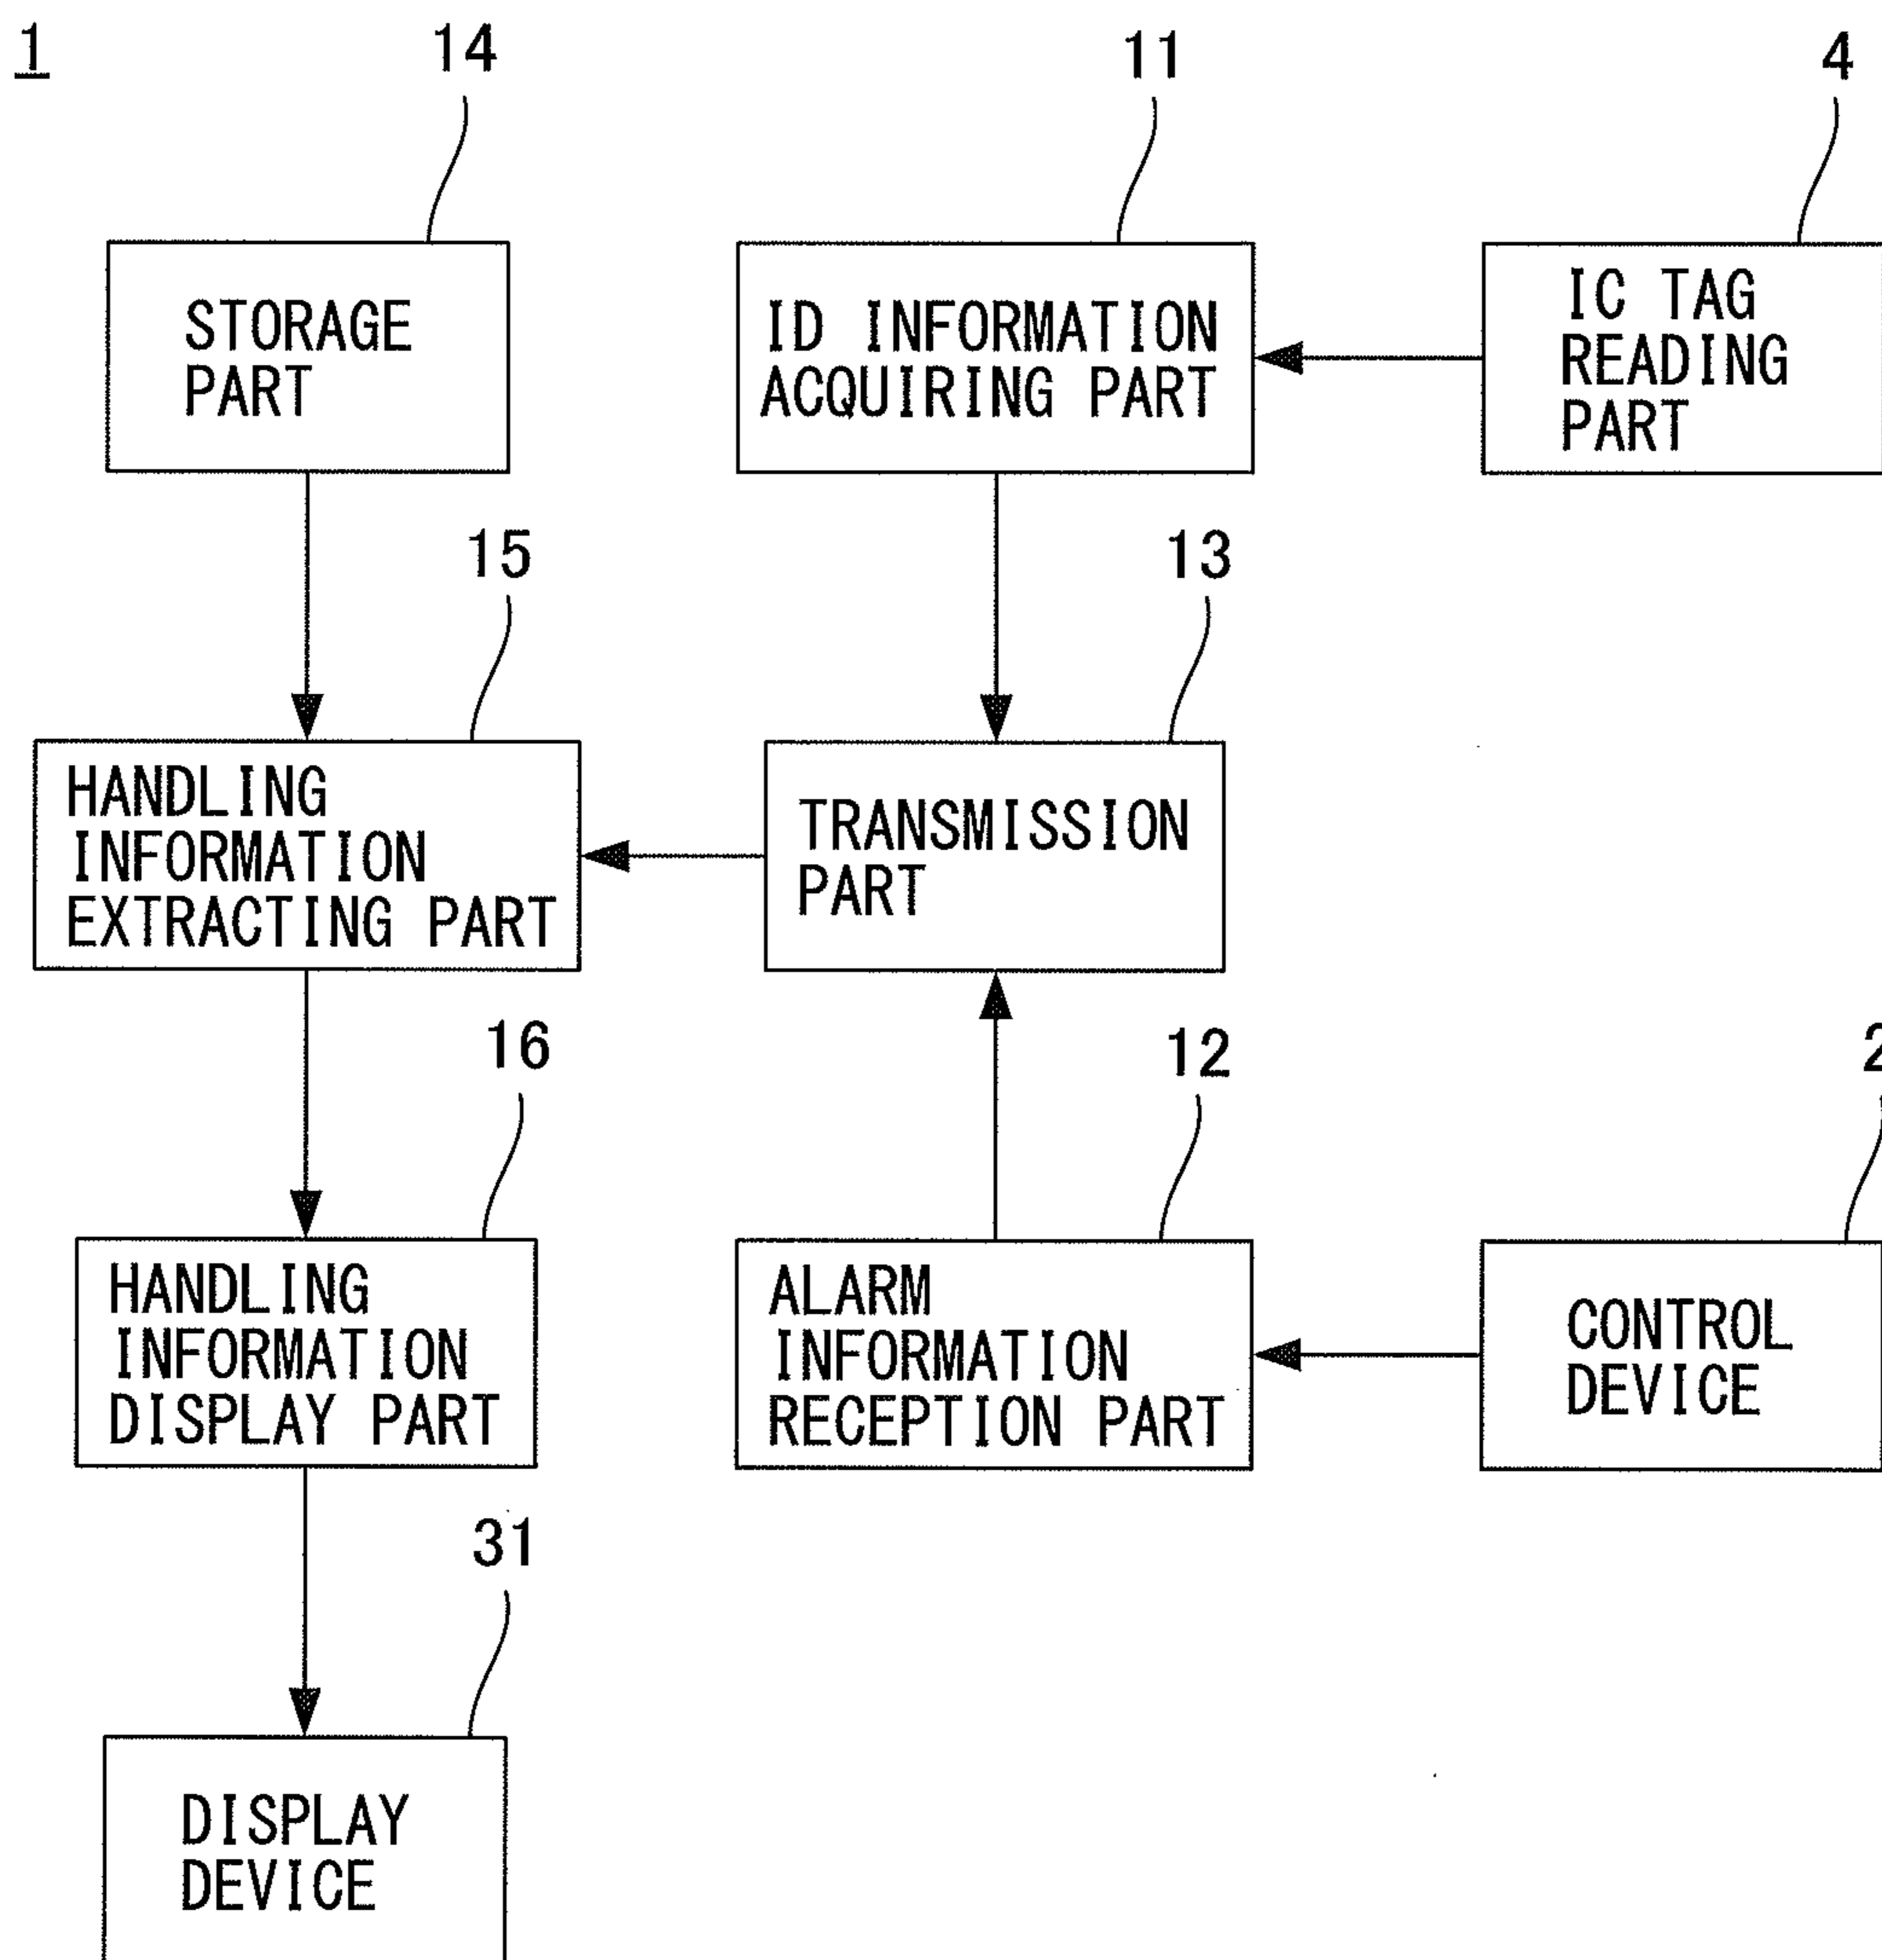 1
14
11
4
STORAGE
PART
ID INFORMATION
ACQUIRING PART
IC TAG
READING
PART
15
13
HANDLING
INFORMATION
EXTRACTING PART
TRANSMISSION
PART
16
12
2
HANDLING
INFORMATION
DISPLAY PART
ALARM
INFORMATION
RECEPTION PART
CONTROL
DEVICE
31
DISPLAY
DEVICE